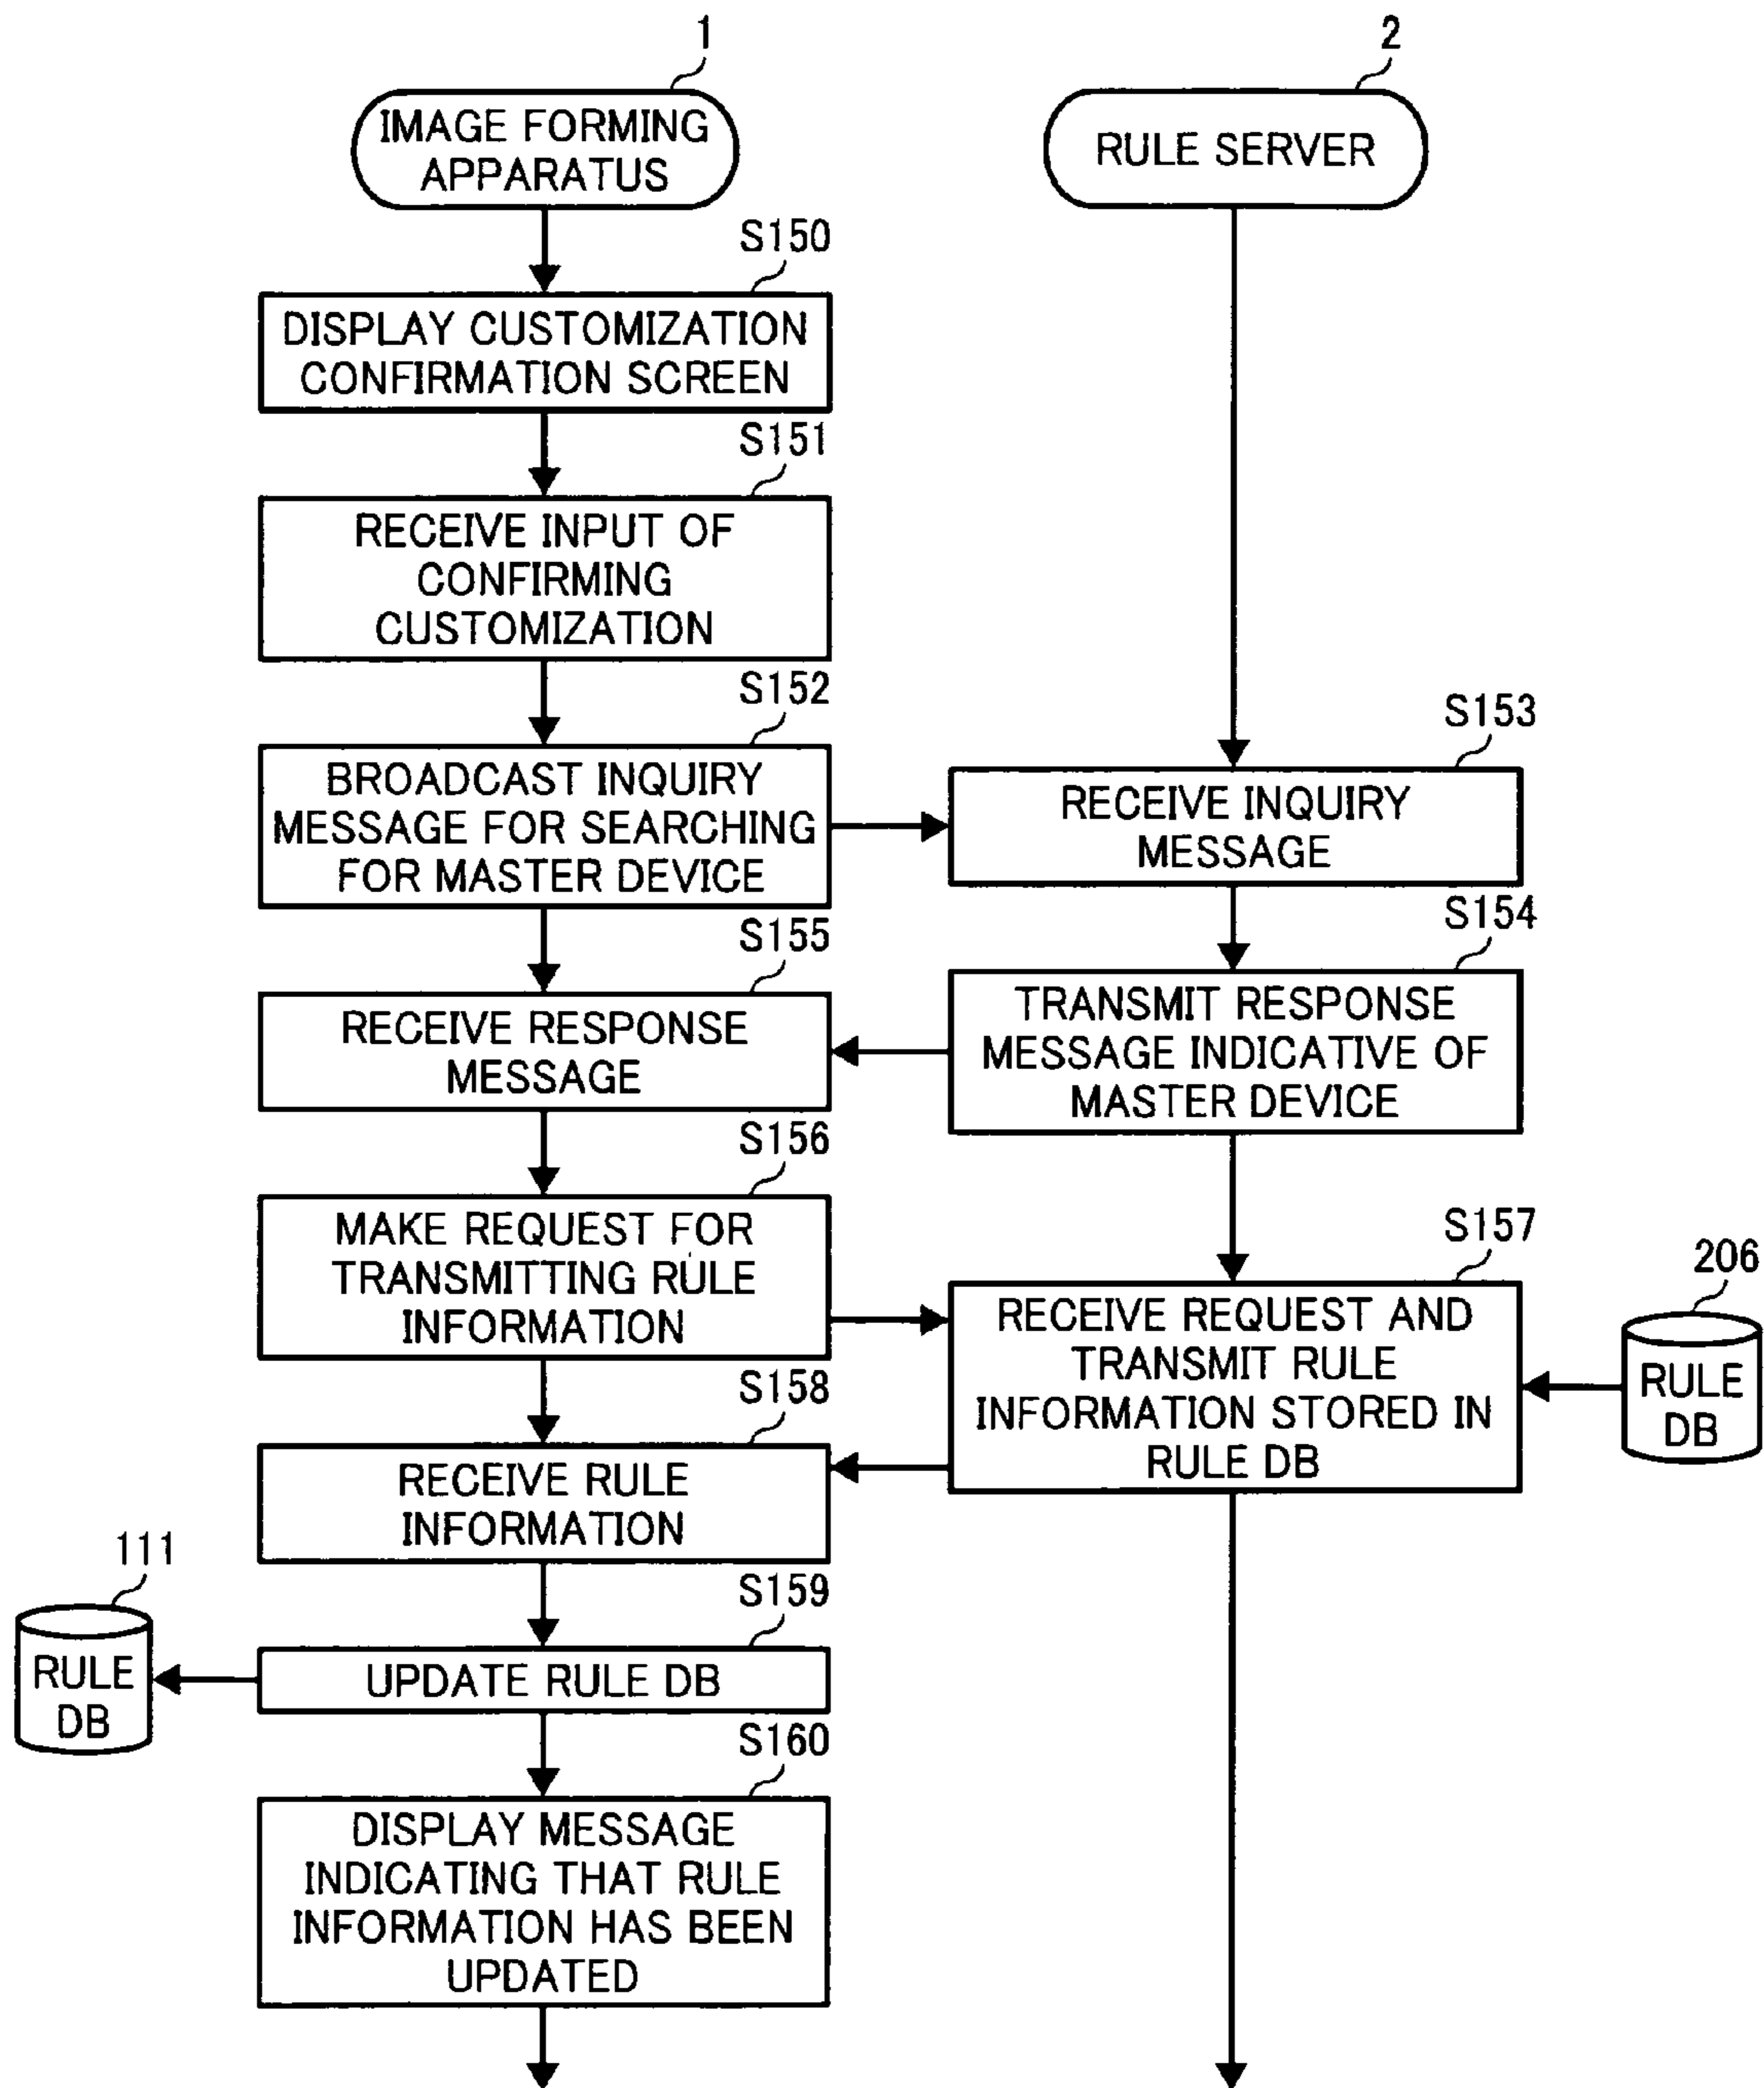 1
IMAGE FORMING
APPARATUS
2
RULE SERVER
S150
DISPLAY CUSTOMIZATION
CONFIRMATION SCREEN
S151
RECEIVE INPUT OF
CONFIRMING
CUSTOMIZATION
S152
BROADCAST INQUIRY
MESSAGE FOR SEARCHING
FOR MASTER DEVICE
S153
RECEIVE INQUIRY
MESSAGE
S154
TRANSMIT RESPONSE
MESSAGE INDICATIVE OF
MASTER DEVICE
S155
RECEIVE RESPONSE
MESSAGE
S156
MAKE REQUEST FOR
TRANSMITTING RULE
INFORMATION
S157
RECEIVE REQUEST AND
TRANSMIT RULE
INFORMATION STORED IN
RULE DB
206
RULE
DB
S158
RECEIVE RULE
INFORMATION
S159
UPDATE RULE DB
111
RULE
DB
S160
DISPLAY MESSAGE
INDICATING THAT RULE
INFORMATION HAS BEEN
UPDATED